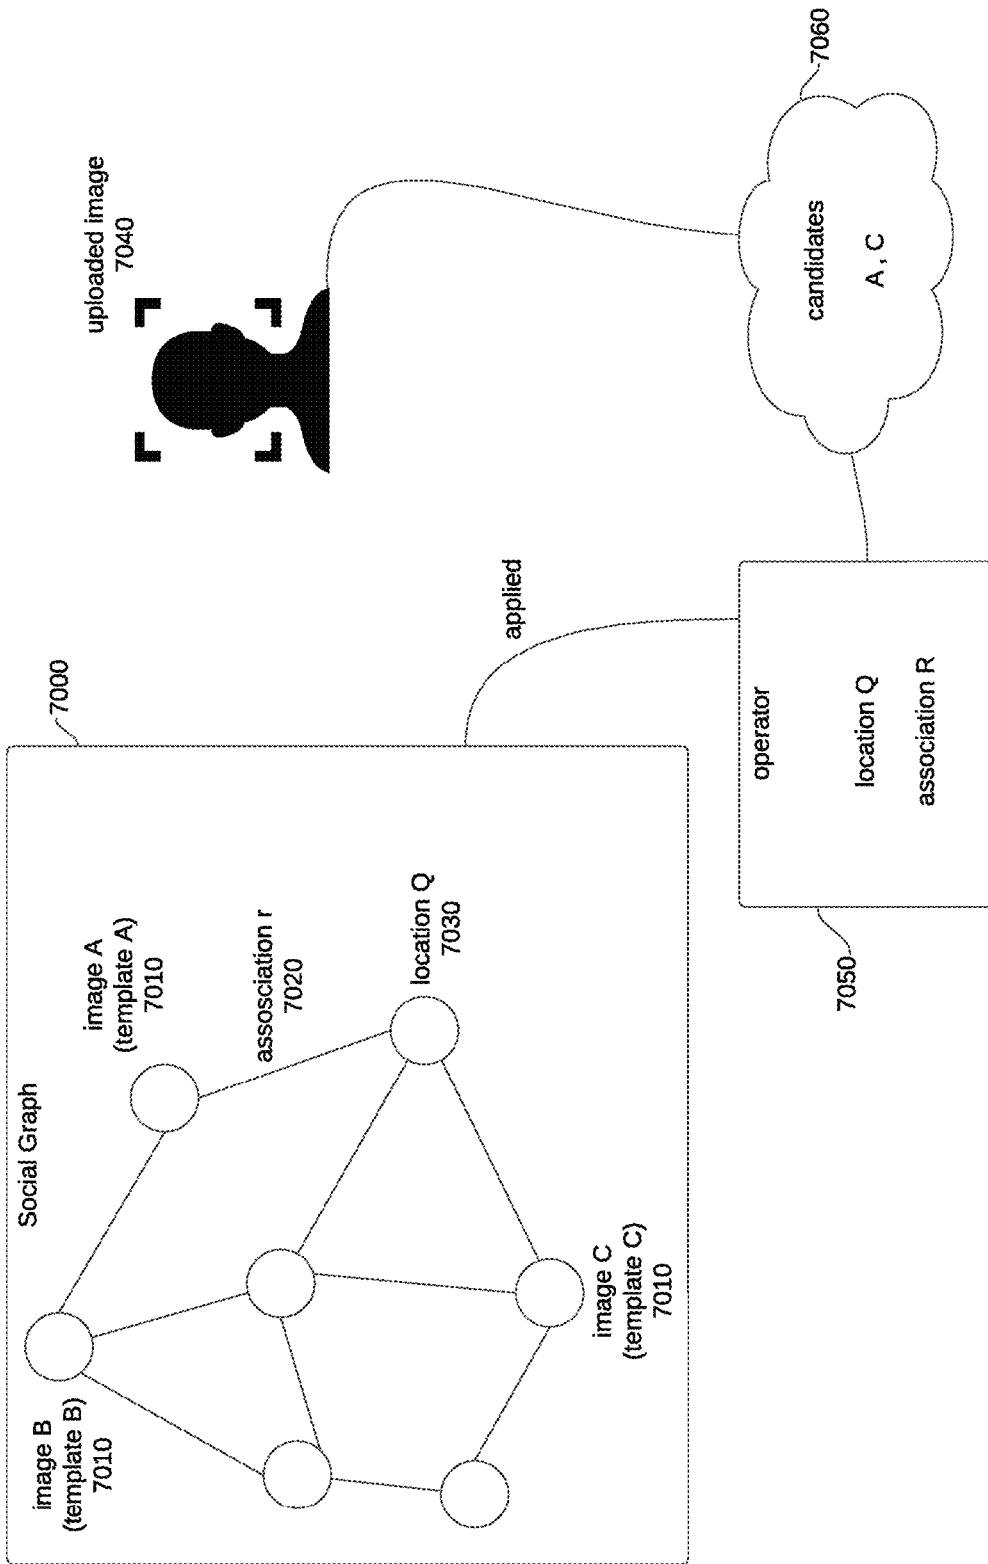 Social Graph
7000
image B
(template B)
7010
image A
(template A)
7010
assosciation r
7020
location Q
7030
image C
(template C)
7010
applied
uploaded image
7040
7050
operator
location Q
association R
candidates
A , C
7060